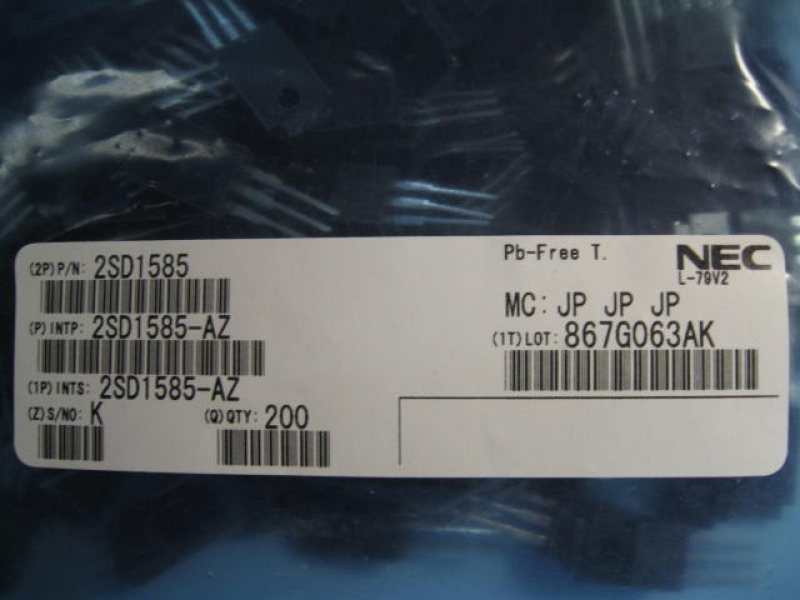 (2P)P/N: 2SD1585
Pb-Free T.
NEC
L-79V2
(P)INTP: 2SD1585-AZ
MC: JP JP JP
(1T)LOT: 867G063AK
(1P)INTS: 2SD1585-AZ
(Z)S/NO: K (Q)QTY: 200